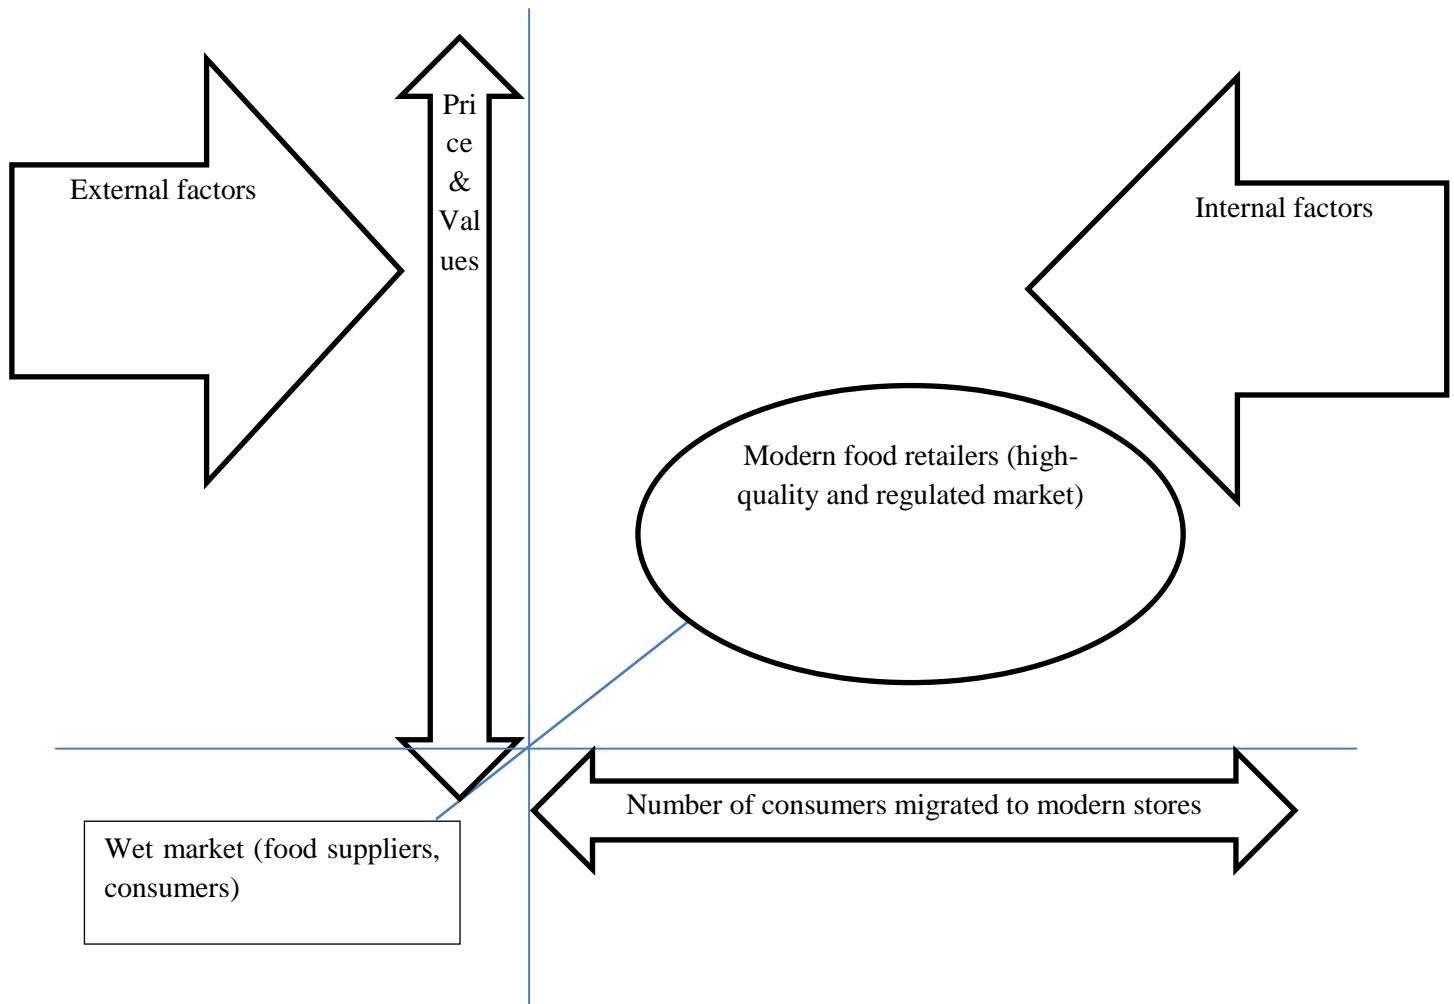 Pri
ce
&
Val
ues
External factors
Internal factors
Modern food retailers (high-
quality and regulated market)
Number of consumers migrated to modern stores
Wet market (food suppliers,
consumers)